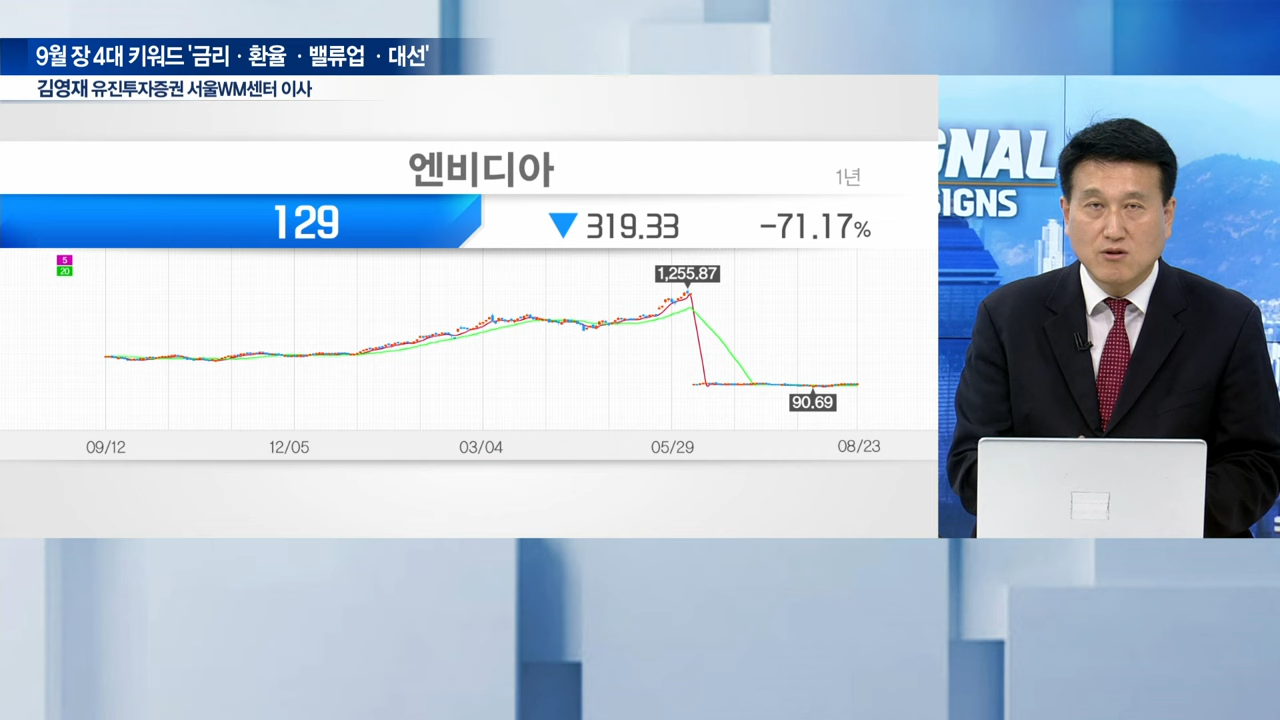 9월 장 4대 키워드 '금리 · 환율 · 밸류업 · 대선'
김영재 유진투자증권 서울WM센터 이사
엔비디아
1년
129
▼ 319.33
-71.17%
5
20
1,255.87
90.69
09/12 12/05 03/04 05/29 08/23
GNAL
SIGNS